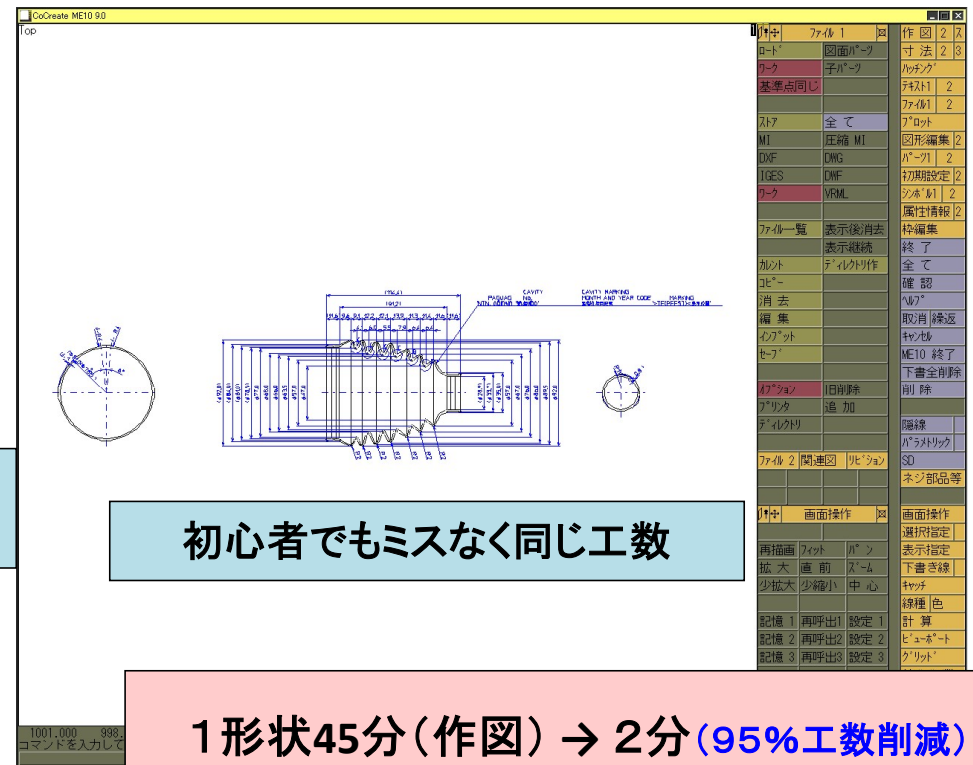 CoCreate ME10 9.0
Top
1
ファイル 1
ロード 図面パーツ
ワーク 子パーツ
基準点同じ
ストア 全 て
MI 圧縮 MI
DXF DWG
IGES DWF
ワーク VRML
ファイル一覧 表示後消去
表示継続
カレント ディレクトリ作
コピー
消 去
編 集
インプット
セーブ
オプション 旧削除
プリンタ 追 加
ディレクトリ
ファイル 2 関連図 リビジョン
画面操作
再描画 フィット パ ン
拡 大 直 前 ズーム
少拡大 少縮小 中 心
記憶 1 再呼出1 設定 1
記憶 2 再呼出2 設定 2
記憶 3 再呼出3 設定 3
作 図 2 ス
寸 法 2 3
ハッチング
テキスト1 2
ファイル1 2
プロット
図形編集 2
パーツ1 2
初期設定 2
シンボル1 2
属性情報 2
枠編集
終 了
全 て
確 認
ヘルプ
取消 繰返
キャンセル
ME10 終了
下書全削除
削 除
隠線
パラメトリック
SD
ネジ部品等
画面操作
選択指定
表示指定
下書き線
キャッチ
線種 色
計 算
ビューポート
グリッド
CAVITY
No.
CAVITY MARKING
MONTH AND YEAR CODE
MARKING
初心者でもミスなく同じ工数
1001.000 998.
コマンドを入力して
１形状45分（作図）→ ２分（９５％工数削減）